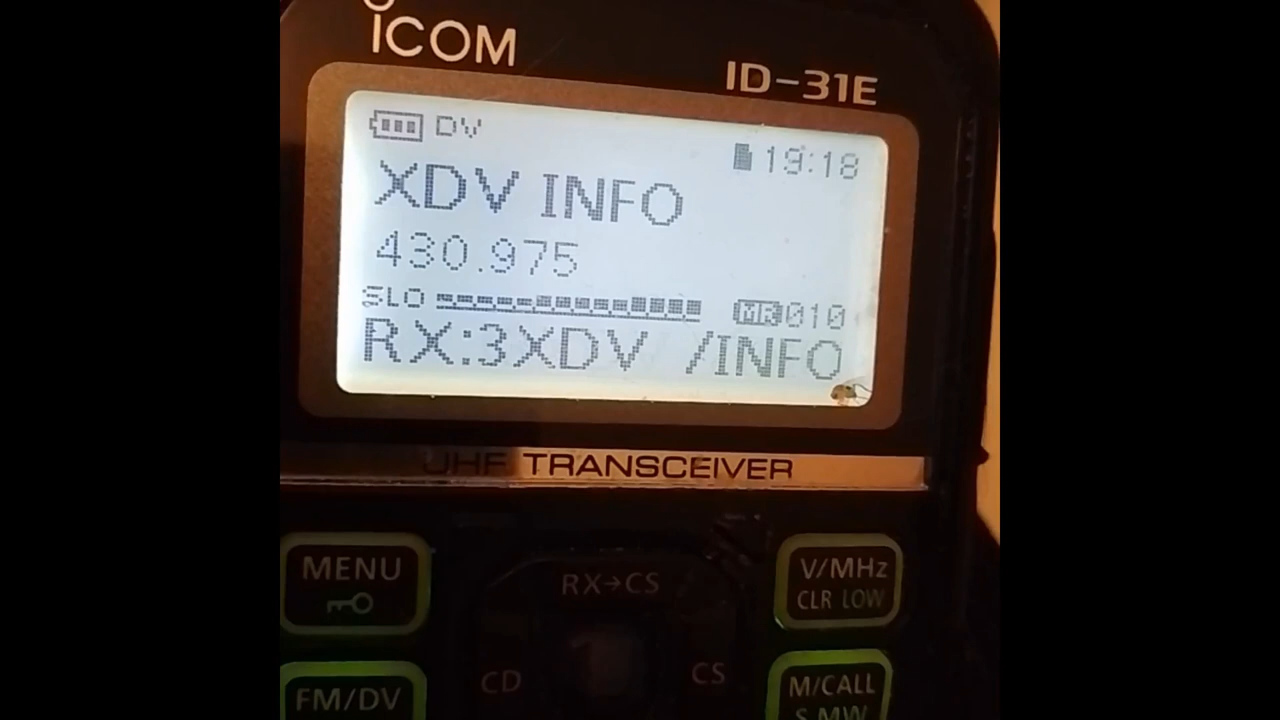 ICOM
ID-31E
DV
19:18
XDV INFO
430.975
SLO
MR 010
RX:3XDV /INFO
UHF TRANSCEIVER
MENU
RX→CS
V/MHz
CLR LOW
CD
CS
FM/DV
M/CALL
S.MW